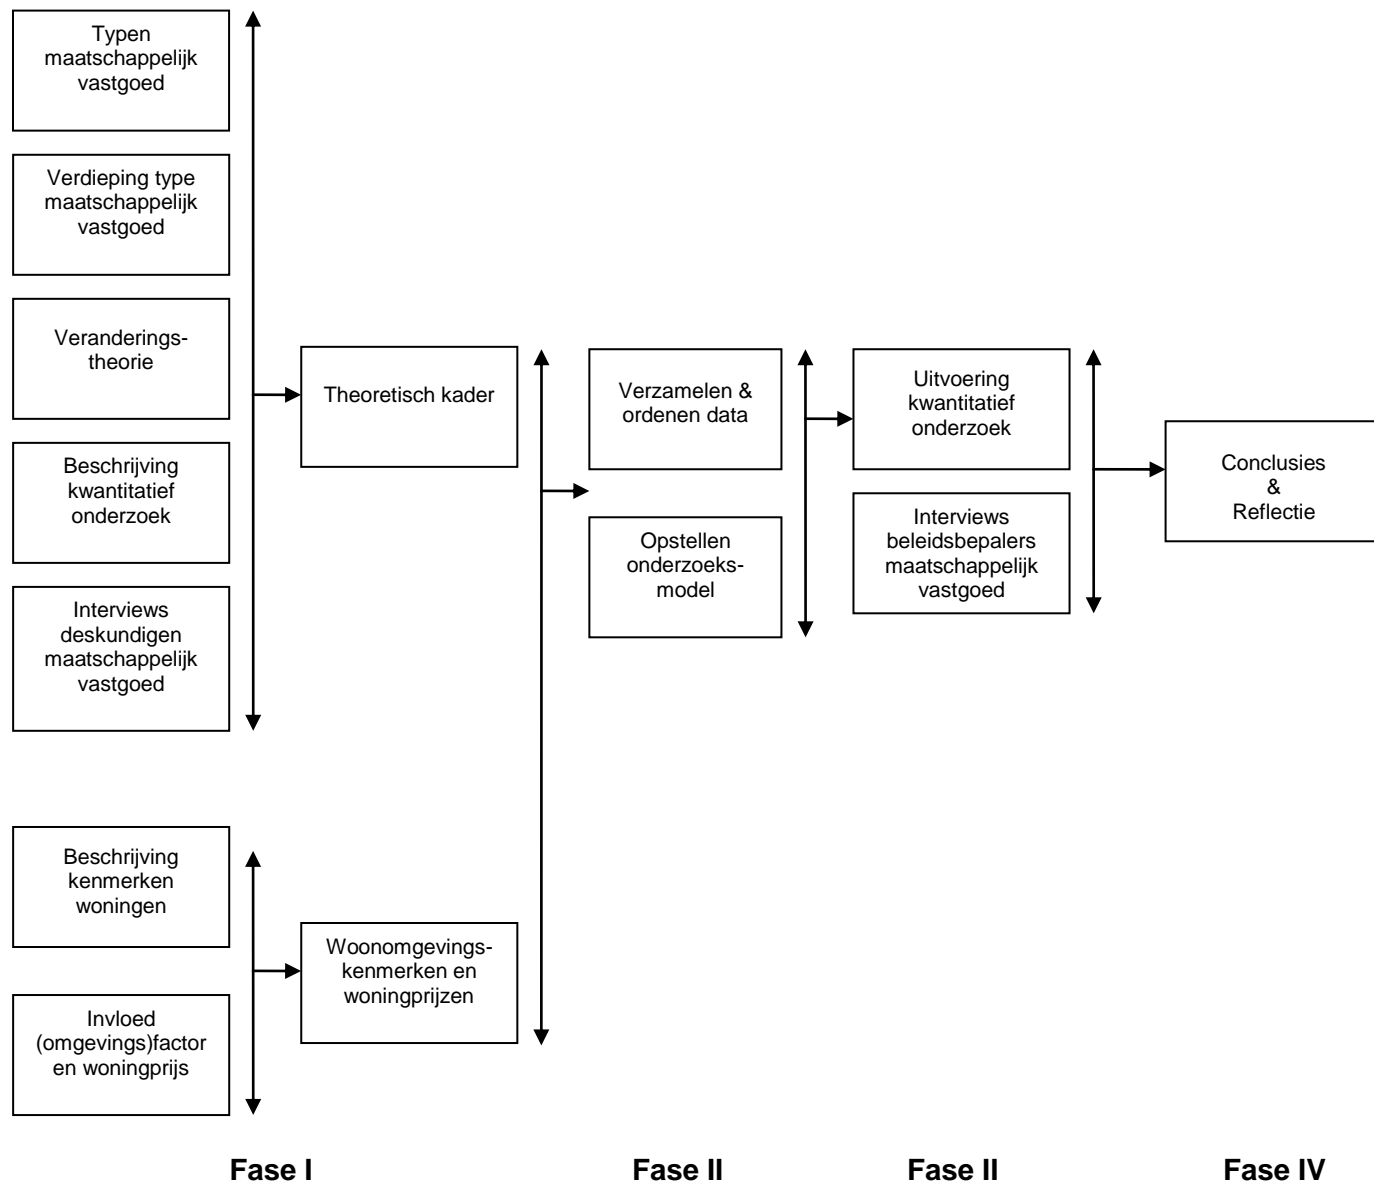 Typen
maatschappelijk
vastgoed
Verdieping type
maatschappelijk
vastgoed
Veranderings-
theorie
Beschrijving
kwantitatief
onderzoek
Interviews
deskundigen
maatschappelijk
vastgoed
Beschrijving
kenmerken
woningen
Invloed
(omgevings)factor
en woningprijs
Theoretisch kader
Woonomgevings-
kenmerken en
woningprijzen
Verzamelen &
ordenen data
Opstellen
onderzoeks-
model
Uitvoering
kwantitatief
onderzoek
Interviews
beleidsbepalers
maatschappelijk
vastgoed
Conclusies
&
Reflectie
Fase I
Fase II
Fase II
Fase IV